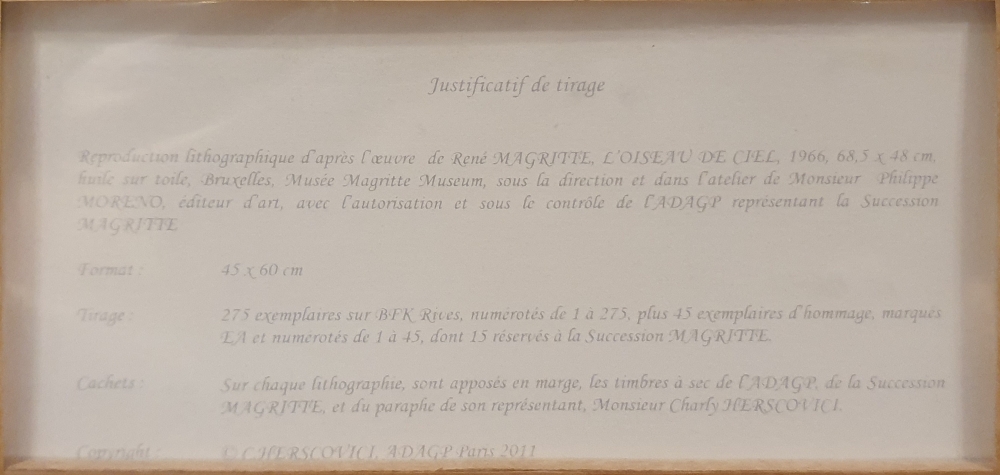 Justificatif de tirage
Reproduction lithographique d'après l'œuvre de René MAGRITTE, L'OISEAU DE CIEL, 1966, 68,5 x 48 cm,
huile sur toile, Bruxelles, Musée Magritte Museum, sous la direction et dans l'atelier de Monsieur Philippe
MORENO, éditeur d'art, avec l'autorisation et sous le contrôle de l'ADAGP représentant la Succession
MAGRITTE
Format : 45 x 60 cm
Tirage : 275 exemplaires sur BFK Rives, numérotés de 1 à 275, plus 45 exemplaires d'hommage, marqués
EA et numérotés de 1 à 45, dont 15 réservés à la Succession MAGRITTE.
Cachets : Sur chaque lithographie, sont apposés en marge, les timbres à sec de l'ADAGP, de la Succession
MAGRITTE, et du paraphe de son représentant, Monsieur Charly HERSCOVICI.
Copyright : © C.HERSCOVICI, ADAGP Paris 2011